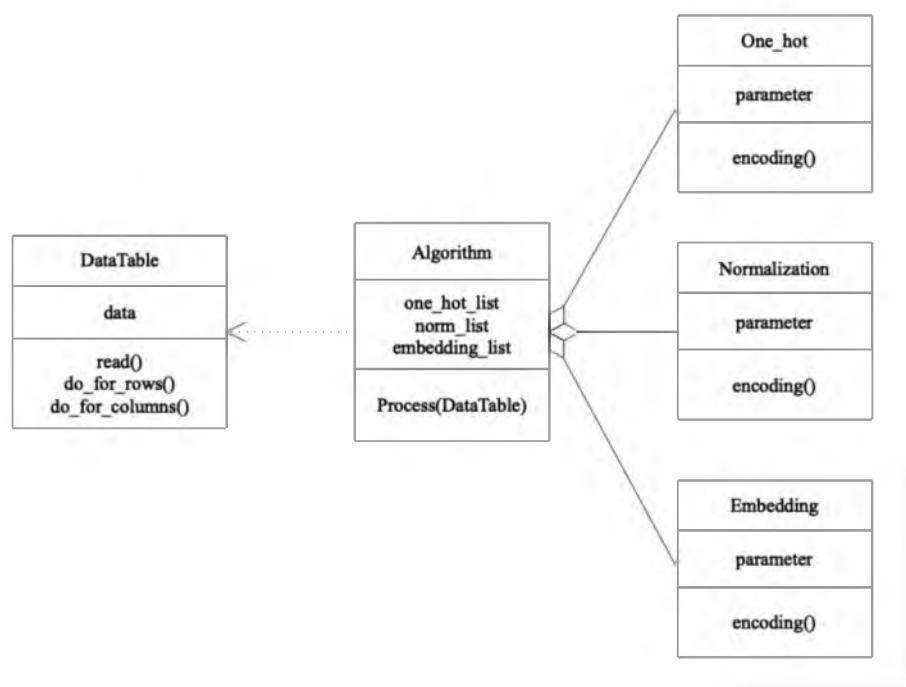 DataTable
data
read()
do_for_rows()
do_for_columns()
Algorithm
one_hot_list
norm_list
embedding_list
Process(DataTable)
One_hot
parameter
encoding()
Normalization
parameter
encoding()
Embedding
parameter
encoding()